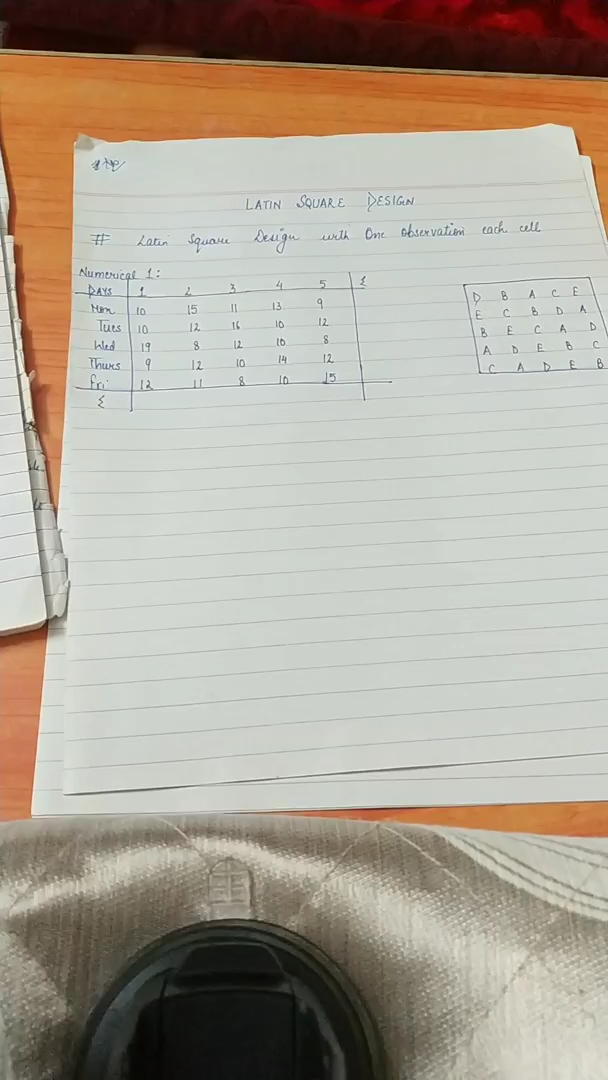 LATIN SQUARE DESIGN
# Latin Square Design with One observation each cell
Numerical 1:
DAYS 1 2 3 4 5 Σ
Mon 10 15 11 13 9
Tues 10 12 16 10 12
Wed 19 8 12 10 8
Thurs 9 12 10 14 12
Fri 12 11 8 10 15
Σ
D B A C E
E C B D A
B E C A D
A D E B C
C A D E B